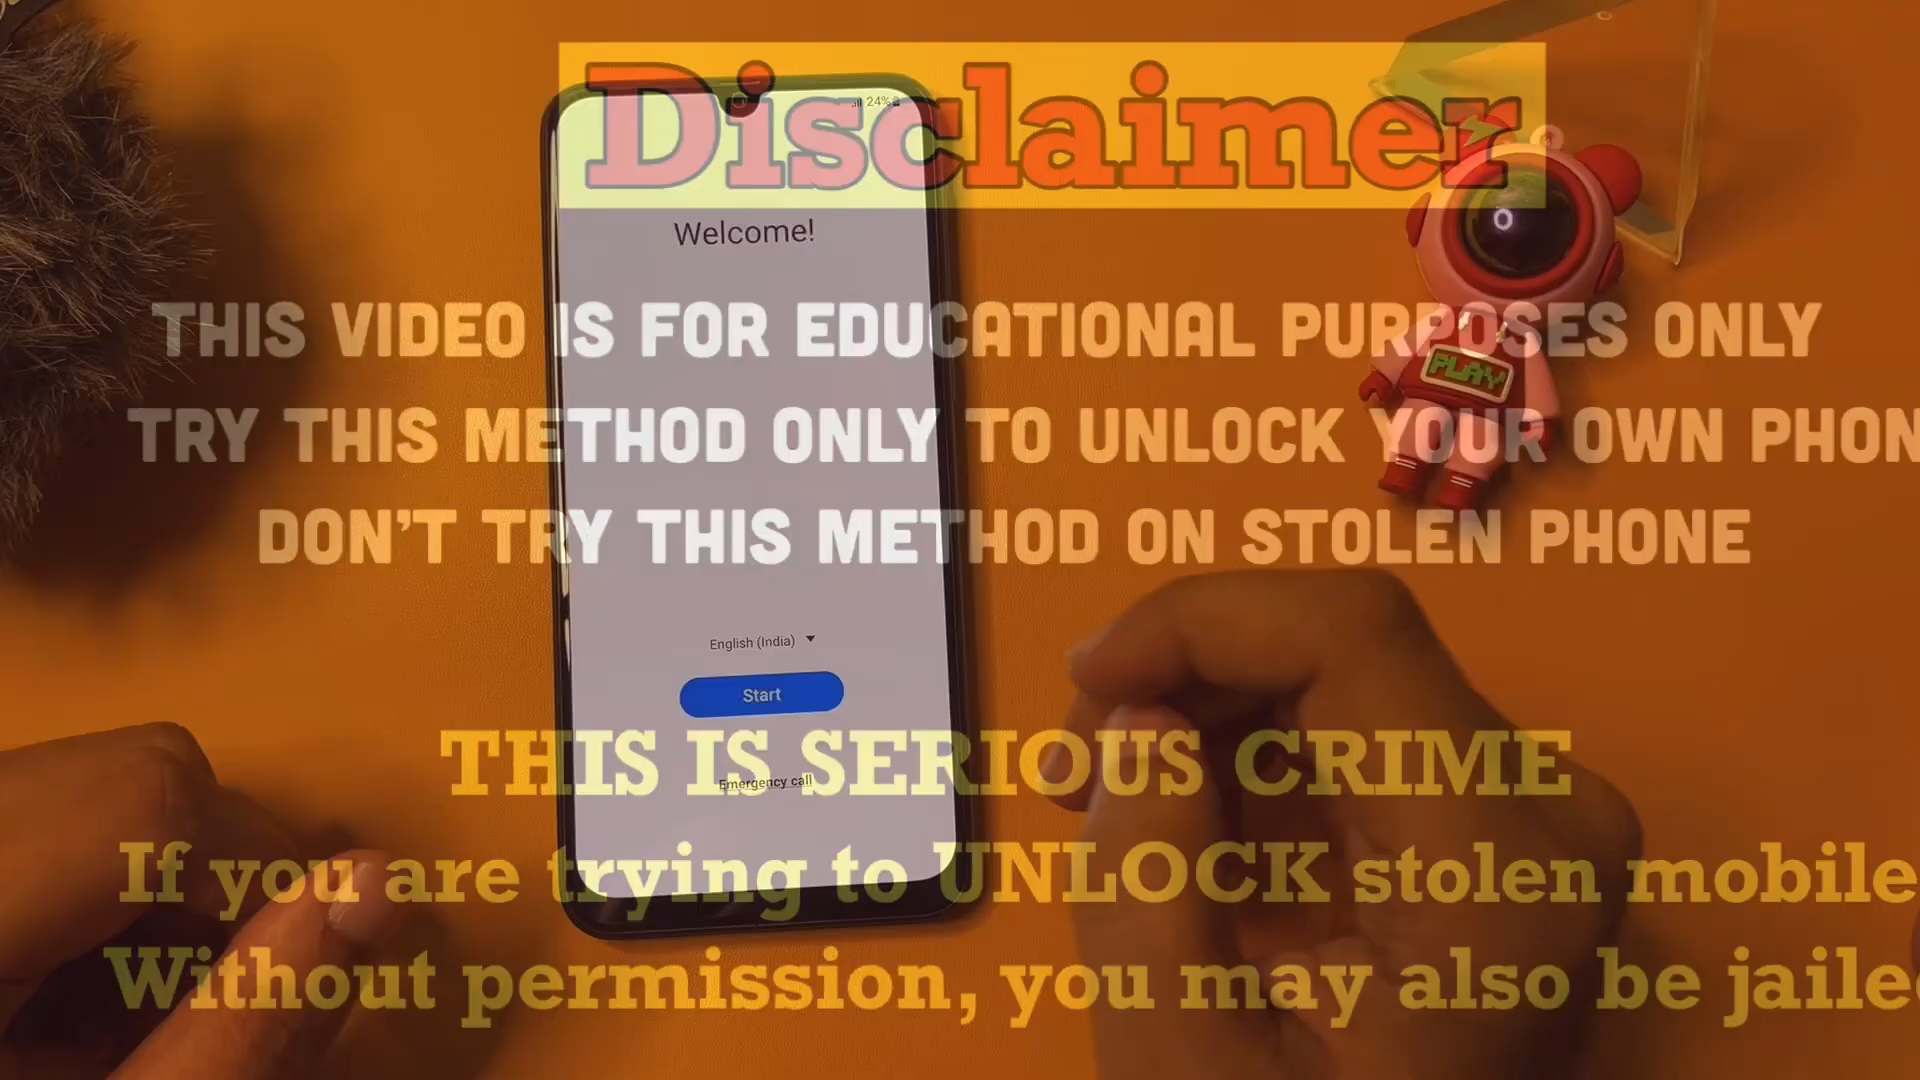 Disclaimer
24%
Welcome!
THIS VIDEO IS FOR EDUCATIONAL PURPOSES ONLY
TRY THIS METHOD ONLY TO UNLOCK YOUR OWN PHON
PLAY
DON'T TRY THIS METHOD ON STOLEN PHONE
English (India)
Start
THIS IS SERIOUS CRIME
Emergency call
If you are trying to UNLOCK stolen mobile
Without permission, you may also be jaile